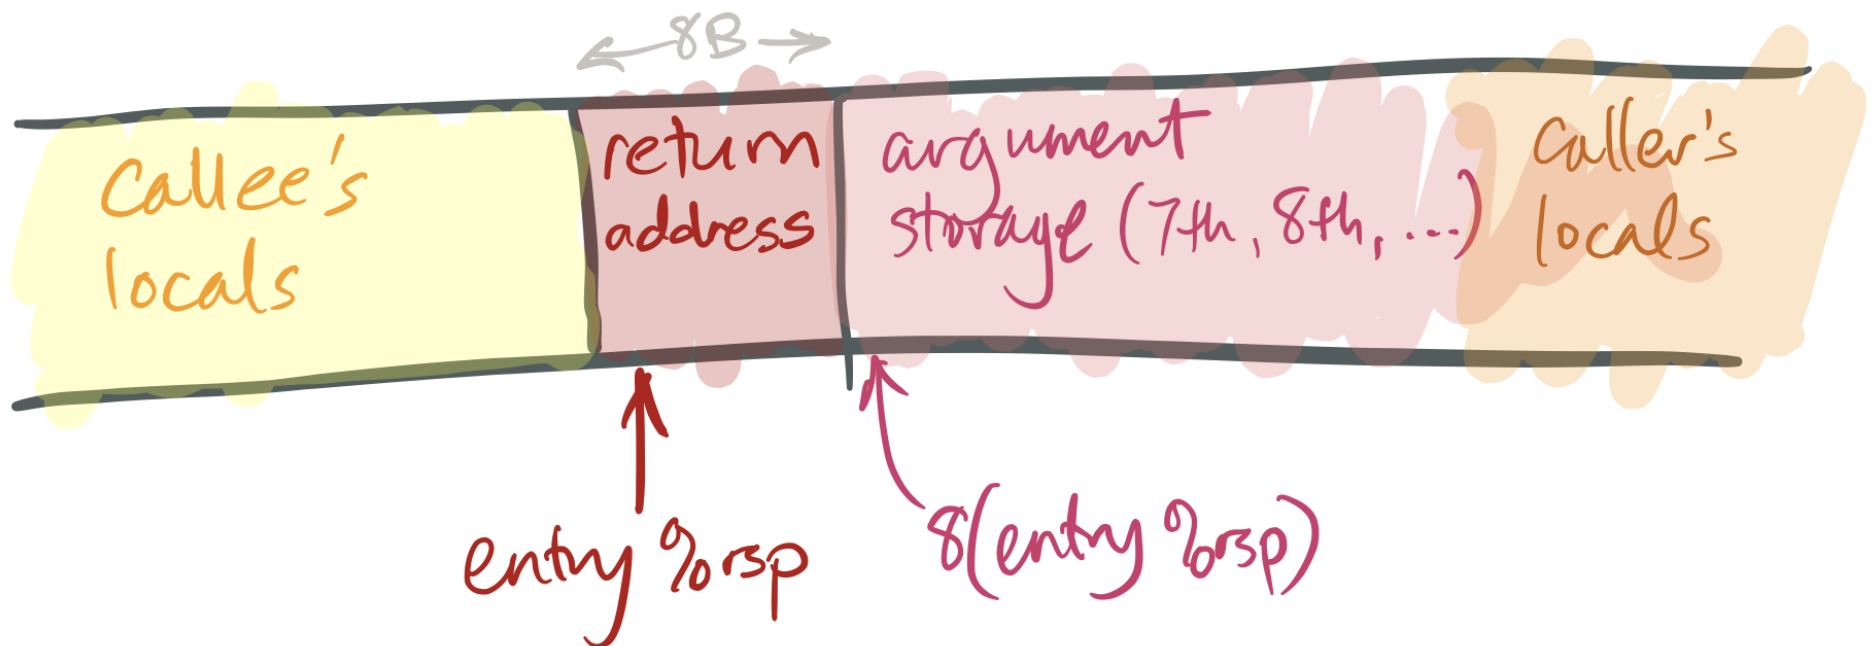 8B
Callee's
locals
return
address
argument
storage (7th, 8th, ...)
Caller's
locals
entry %rsp
8(entry %rsp)